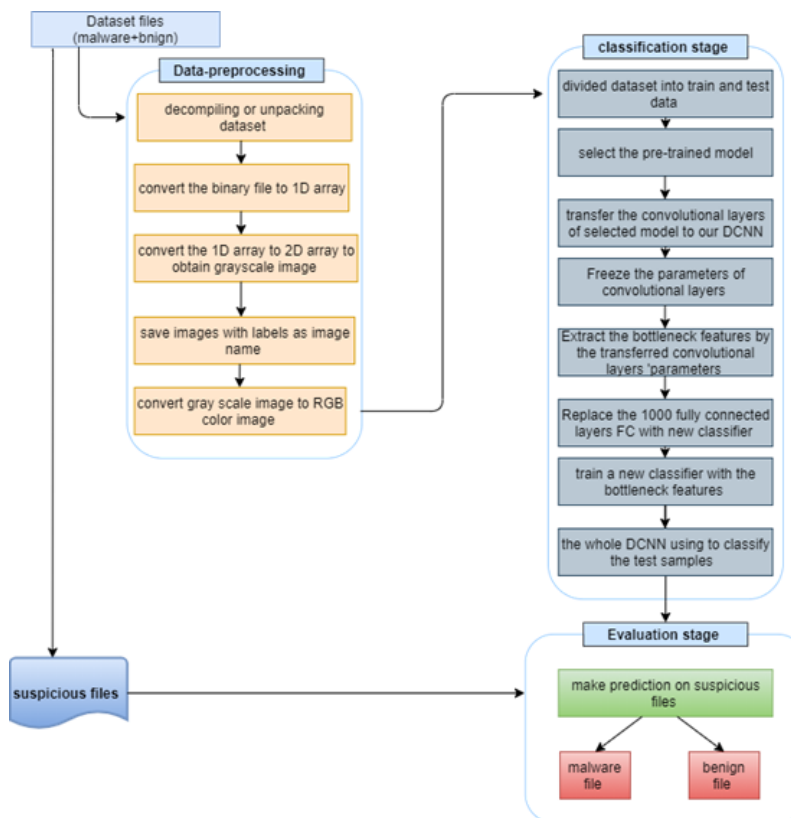 Dataset files
(malware+bnign)
Data-preprocessing
decompiling or unpacking
dataset
convert the binary file to 1D array
convert the 1D array to 2D array to
obtain grayscale image
save images with labels as image
name
convert gray scale image to RGB
color image
classification stage
divided dataset into train and test
data
select the pre-trained model
transfer the convolutional layers
of selected model to our DCNN
Freeze the parameters of
convolutional layers
Extract the bottleneck features by
the transferred convolutional
layers 'parameters
Replace the 1000 fully connected
layers FC with new classifier
train a new classifier with the
bottleneck features
the whole DCNN using to classify
the test samples
suspicious files
Evaluation stage
make prediction on suspicious
files
malware
file
benign
file